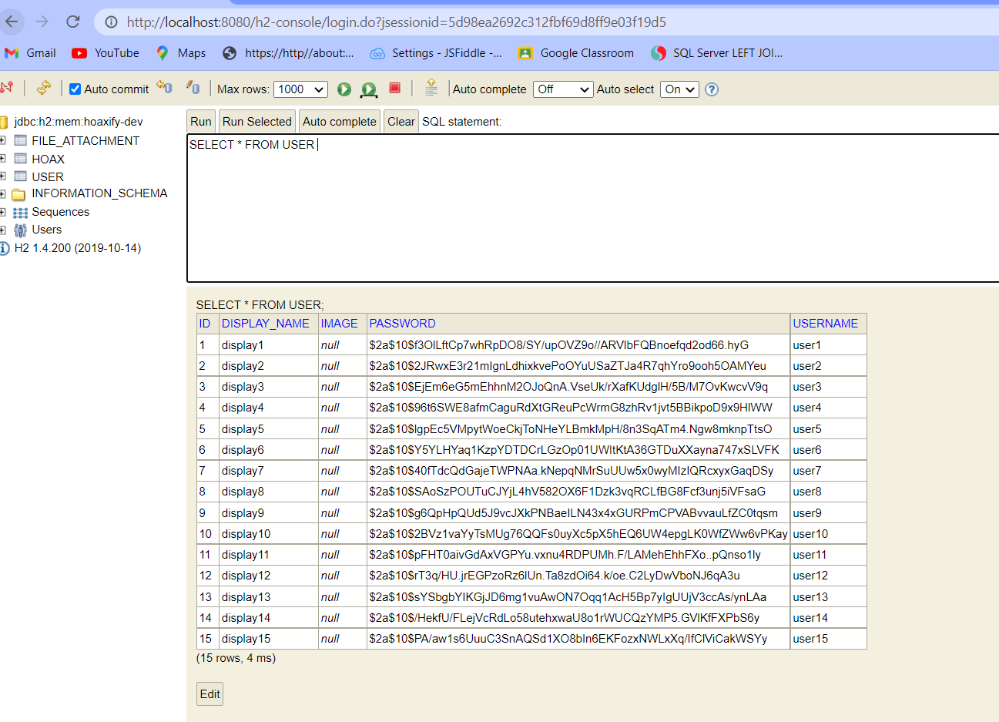 http://localhost:8080/h2-console/login.do?jsessionid=5d98ea2692c312fbf69d8ff9e03f19d5
Gmail YouTube Maps https://http//about:... Settings - JSFiddle -... Google Classroom SQL Server LEFT JOI...
Auto commit Max rows: 1000 Auto complete Off Auto select On
jdbc:h2:mem:hoaxify-dev
FILE_ATTACHMENT
HOAX
USER
INFORMATION_SCHEMA
Sequences
Users
H2 1.4.200 (2019-10-14)
Run Run Selected Auto complete Clear SQL statement:
SELECT * FROM USER
SELECT * FROM USER;
ID DISPLAY_NAME IMAGE PASSWORD USERNAME
1 display1 null $2a$10$f3OlLftCp7whRpDO8/SY/upOVZ9o//ARVlbFQBnoefqd2od66.hyG user1
2 display2 null $2a$10$2JRwxE3r21mIgnLdhixkvePoOYuUSaZTJa4R7qhYro9ooh5OAMYeu user2
3 display3 null $2a$10$EjEm6eG5mEhhnM2OJoQnA.VseUk/rXafKUdglH/5B/M7OvKwcvV9q user3
4 display4 null $2a$10$96t6SWE8afmCaguRdXtGReuPcWrmG8zhRv1jvt5BBikpoD9x9HlWW user4
5 display5 null $2a$10$lgpEc5VMpytWoeCkjToNHeYLBmkMpH/8n3SqATm4.Ngw8mknpTtsO user5
6 display6 null $2a$10$Y5YLHYaq1KzpYDTDCrLGzOp01UWltKtA36GTDuXXayna747xSLVFK user6
7 display7 null $2a$10$40fTdcQdGajeTWPNAa.kNepqNMrSuUUw5x0wyMlzIQRcxyxGaqDSy user7
8 display8 null $2a$10$SAoSzPOUTuCJYjL4hV582OX6F1Dzk3vqRCLfBG8Fcf3unj5iVFsaG user8
9 display9 null $2a$10$g6QpHpQUd5J9vcJXkPNBaeILN43x4xGURPmCPVABvvauLfZC0tqsm user9
10 display10 null $2a$10$2BVz1vaYyTsMUg76QQFs0uyXc5pX5hEQ6UW4epgLK0WfZWw6vPKay user10
11 display11 null $2a$10$pFHT0aivGdAxVGPYu.vxnu4RDPUMh.F/LAMehEhhFXo..pQnso1ly user11
12 display12 null $2a$10$rT3q/HU.jrEGPzoRz6lUn.Ta8zdOi64.k/oe.C2LyDwVboNJ6qA3u user12
13 display13 null $2a$10$sYSbgbYIKGjJD6mg1vuAwON7Oqq1AcH5Bp7yIgUUjV3ccAs/ynLAa user13
14 display14 null $2a$10$/HekfU/FLejVcRdLo58utehxwaU8o1rWUCQzYMP5.GVlKfFXPbS6y user14
15 display15 null $2a$10$PA/aw1s6UuuC3SnAQSd1XO8bIn6EKFozxNWLxXq/IfClViCakWSYy user15
(15 rows, 4 ms)
Edit